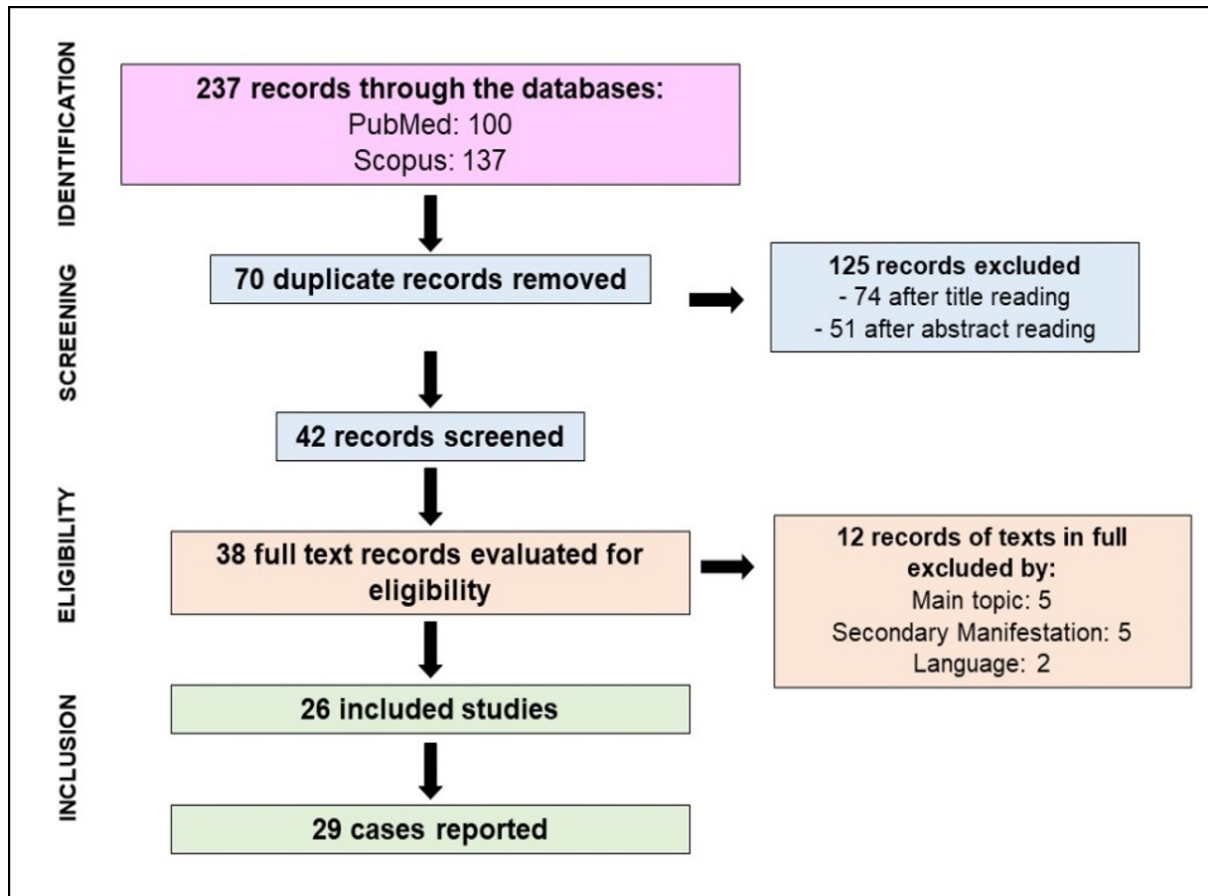 IDENTIFICATION
237 records through the databases:
PubMed: 100
Scopus: 137
SCREENING
70 duplicate records removed
125 records excluded
- 74 after title reading
- 51 after abstract reading
42 records screened
ELIGIBILITY
38 full text records evaluated for
eligibility
12 records of texts in full
excluded by:
Main topic: 5
Secondary Manifestation: 5
Language: 2
INCLUSION
26 included studies
29 cases reported